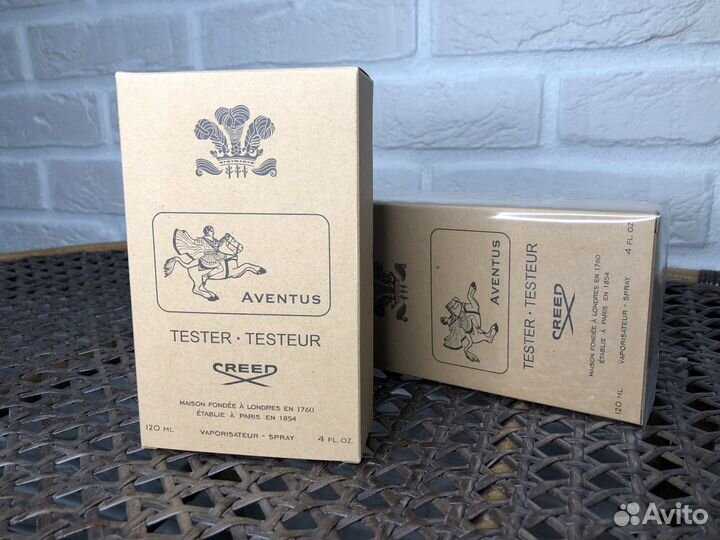 AVENTUS
TESTER · TESTEUR
CREED
MAISON FONDÉE À LONDRES EN 1760
ÉTABLIE À PARIS EN 1854
120 ML VAPORISATEUR - SPRAY 4 FL. OZ.
AVENTUS
TESTER · TESTEUR
CREED
MAISON FONDÉE À LONDRES EN 1760
ÉTABLIE À PARIS EN 1854
120 ML VAPORISATEUR - SPRAY 4 FL. OZ.
Avito